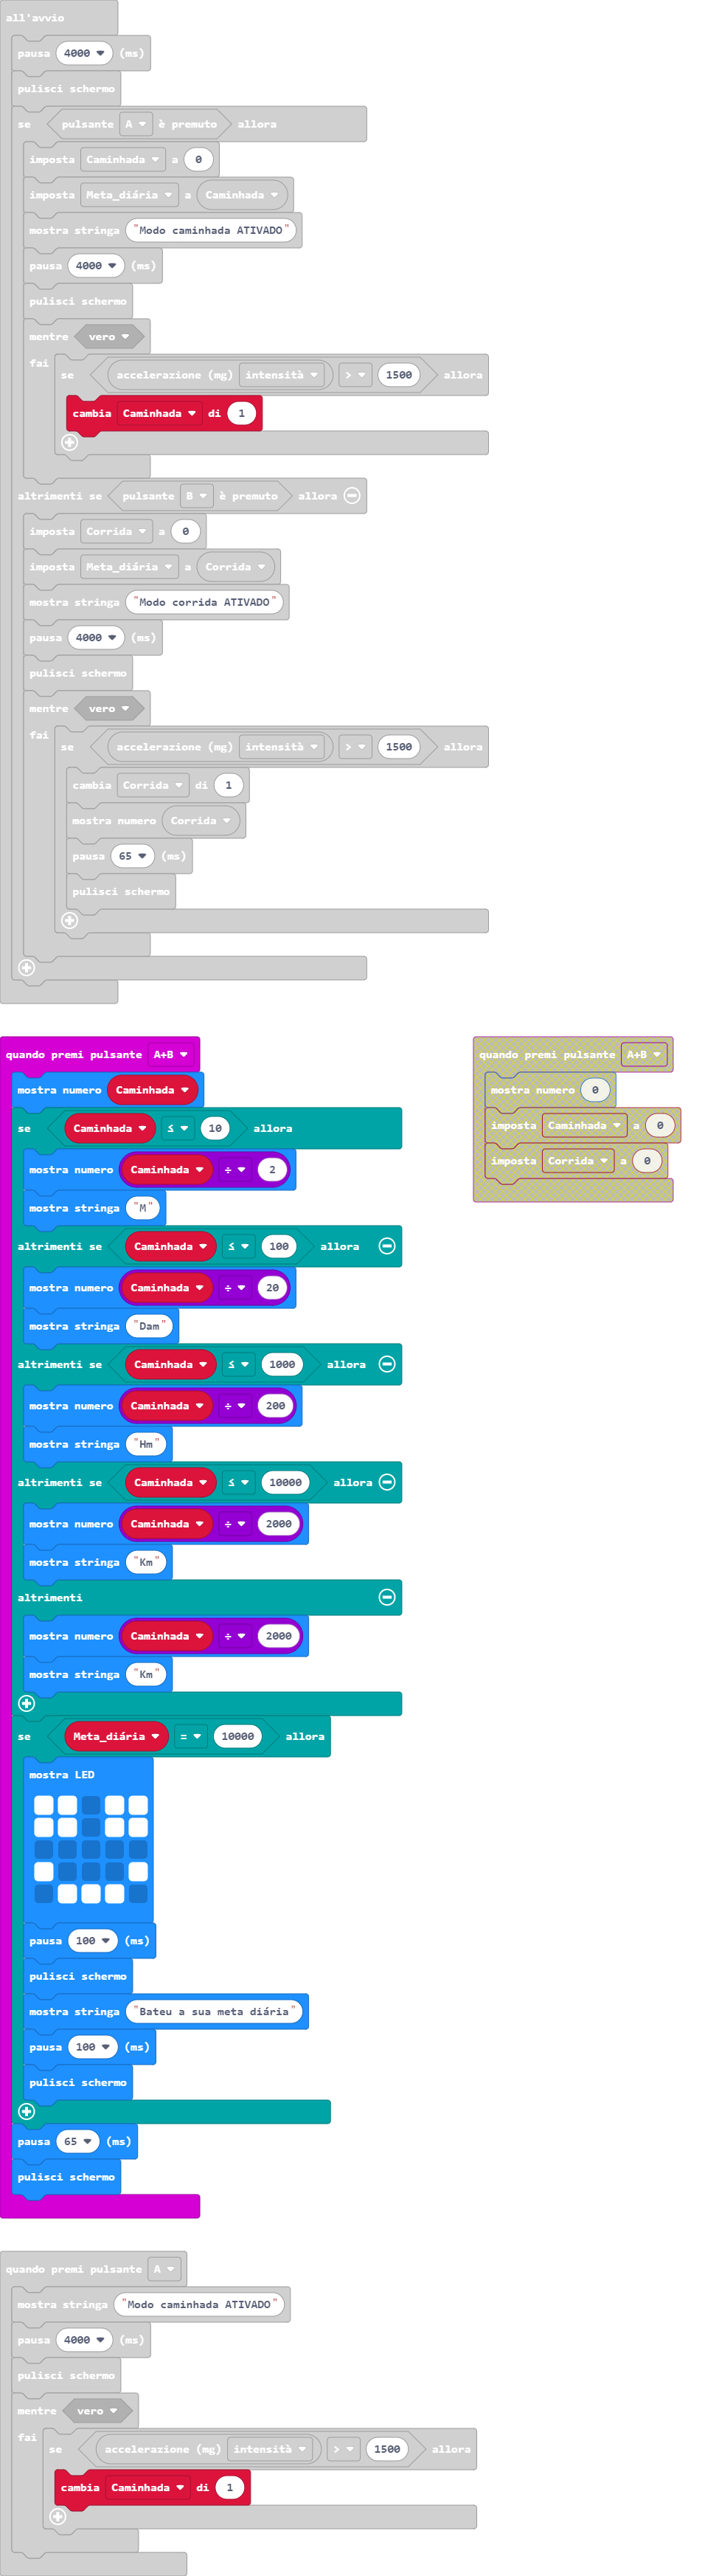 all'avvio
pausa 4000 (ms)
pulisci schermo
se pulsante A è premuto allora
imposta Caminhada a 0
imposta Meta_diária a Caminhada
mostra stringa "Modo caminhada ATIVADO"
pausa 4000 (ms)
pulisci schermo
mentre vero
fai
se accelerazione (mg) intensità > 1500 allora
cambia Caminhada di 1
altrimenti se pulsante B è premuto allora
imposta Corrida a 0
imposta Meta_diária a Corrida
mostra stringa "Modo corrida ATIVADO"
pausa 4000 (ms)
pulisci schermo
mentre vero
fai
se accelerazione (mg) intensità > 1500 allora
cambia Corrida di 1
mostra numero Corrida
pausa 65 (ms)
pulisci schermo
quando premi pulsante A+B
mostra numero Caminhada
se Caminhada ≤ 10 allora
mostra numero Caminhada ÷ 2
mostra stringa "M"
altrimenti se Caminhada ≤ 100 allora
mostra numero Caminhada ÷ 20
mostra stringa "Dam"
altrimenti se Caminhada ≤ 1000 allora
mostra numero Caminhada ÷ 200
mostra stringa "Hm"
altrimenti se Caminhada ≤ 10000 allora
mostra numero Caminhada ÷ 2000
mostra stringa "Km"
altrimenti
mostra numero Caminhada ÷ 2000
mostra stringa "Km"
se Meta_diária = 10000 allora
mostra LED
pausa 100 (ms)
pulisci schermo
mostra stringa "Bateu a sua meta diária"
pausa 100 (ms)
pulisci schermo
pausa 65 (ms)
pulisci schermo
quando premi pulsante A+B
mostra numero 0
imposta Caminhada a 0
imposta Corrida a 0
quando premi pulsante A
mostra stringa "Modo caminhada ATIVADO"
pausa 4000 (ms)
pulisci schermo
mentre vero
fai
se accelerazione (mg) intensità > 1500 allora
cambia Caminhada di 1